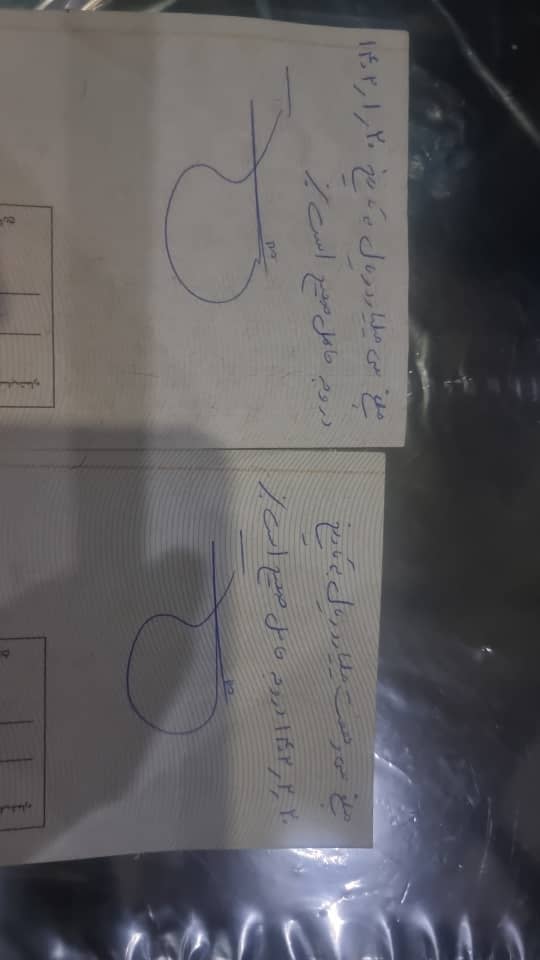 مبلغ سی میلیارد ریال به تاریخ ۱۴۰۲٫۱٫۲۰
در وجه حامل صحیح است
مبلغ سی و هفت میلیارد ریال به تاریخ
۱۴۰۲٫۲٫۲۰ در وجه حامل صحیح است